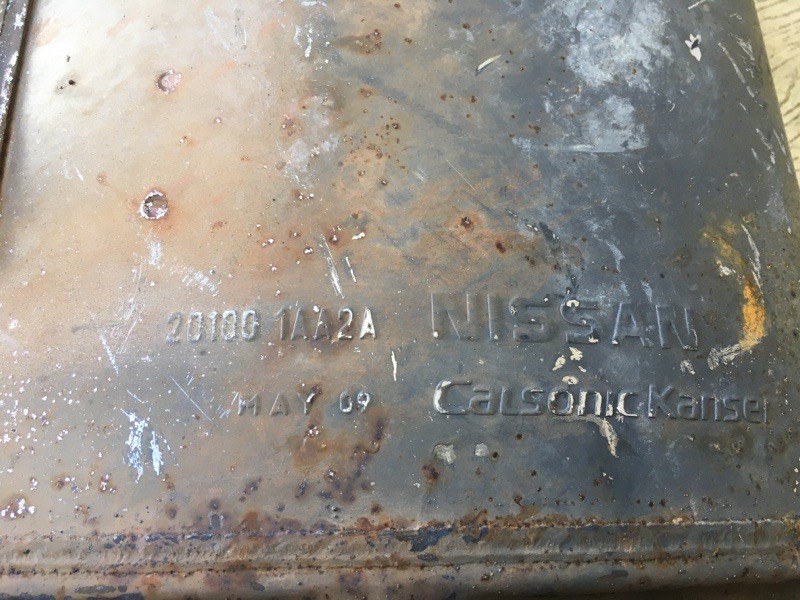 20100 1AA2A NISSAN
MAY 09 CalsonicKansei